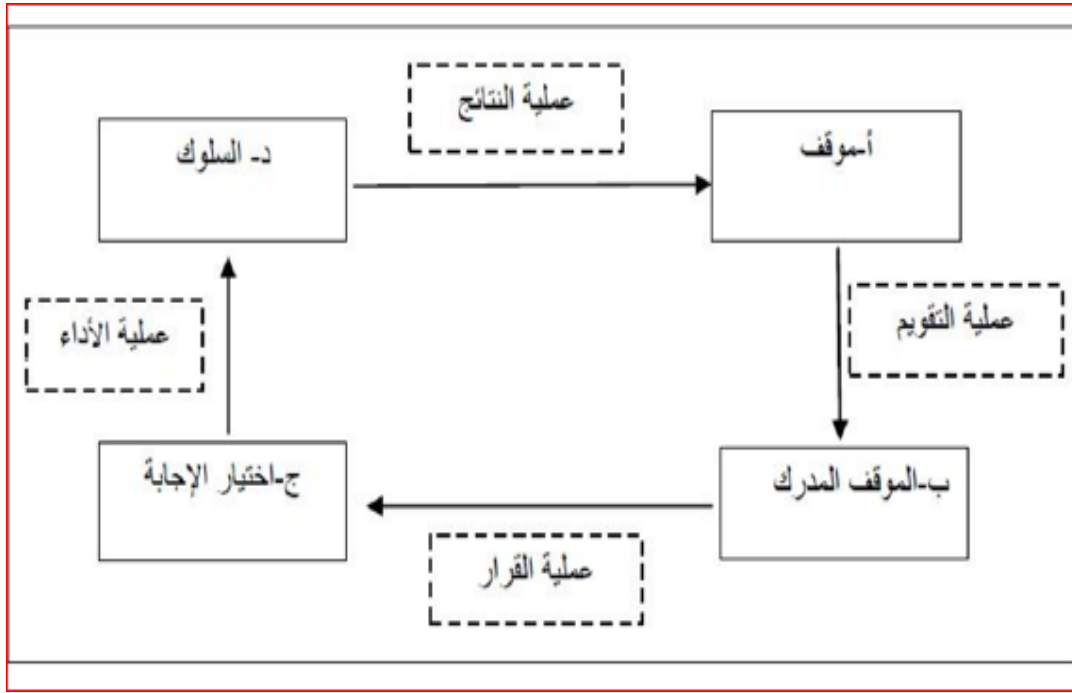 عملية النتائج
أ-موقف
د- السلوك
عملية التقويم
عملية الأداء
ب-الموقف المدرك
ج-اختيار الإجابة
عملية القرار